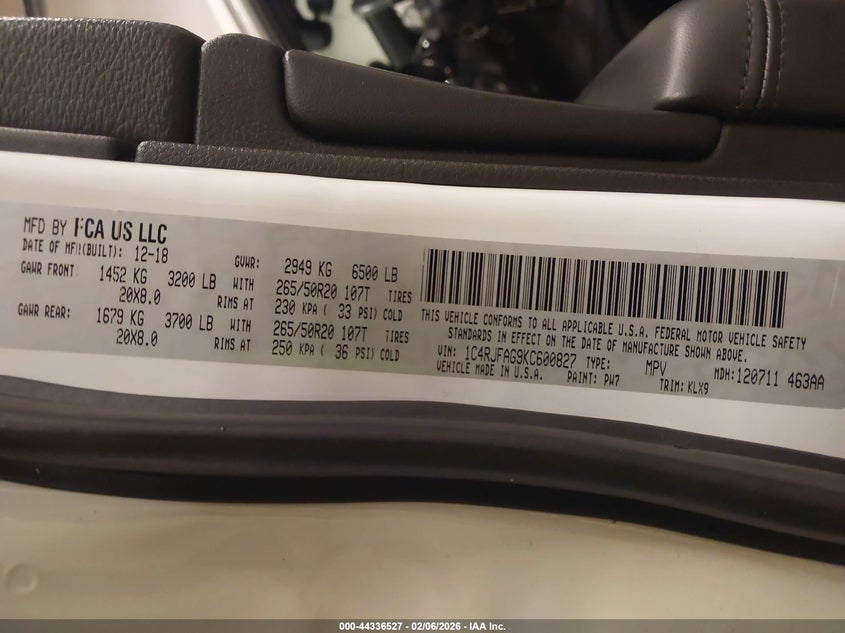 MFD BY FCA US LLC
DATE OF MFR(BUILT): 12-18 GVWR: 2949 KG 6500 LB
GAWR FRONT: 1452 KG 3200 LB WITH 265/50R20 107T TIRES
20X8.0 RIMS AT 230 KPA ( 33 PSI) COLD
GAWR REAR: 1679 KG 3700 LB WITH 265/50R20 107T TIRES
20X8.0 RIMS AT 250 KPA ( 36 PSI) COLD
THIS VEHICLE CONFORMS TO ALL APPLICABLE U.S.A. FEDERAL MOTOR VEHICLE SAFETY
STANDARDS IN EFFECT ON THE DATE OF MANUFACTURE SHOWN ABOVE.
VIN: 1C4RJFAG9KC600827 TYPE: MPV MDH: 120711 463AA
VEHICLE MADE IN U.S.A. PAINT: PW7 TRIM: KLX9
000-44336527 - 02/06/2026 - IAA Inc.